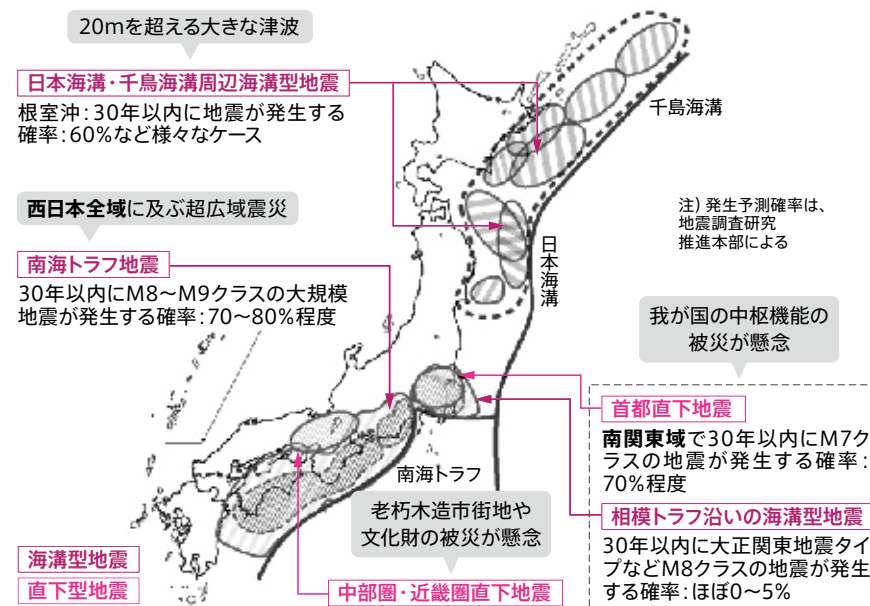 20mを超える大きな津波
日本海溝・千島海溝周辺海溝型地震
根室沖：30年以内に地震が発生する
確率：60%など様々なケース
千島海溝
西日本全域に及ぶ超広域震災
注）発生予測確率は、
地震調査研究
推進本部による
日本海溝
南海トラフ地震
30年以内にM8～M9クラスの大規模
地震が発生する確率：70～80%程度
我が国の中枢機能の
被災が懸念
首都直下地震
南関東域で30年以内にM7ク
ラスの地震が発生する確率：
70%程度
南海トラフ
老朽木造市街地や
文化財の被災が懸念
相模トラフ沿いの海溝型地震
30年以内に大正関東地震タイ
プなどM8クラスの地震が発生
する確率：ほぼ0～5%
海溝型地震
直下型地震
中部圏・近畿圏直下地震